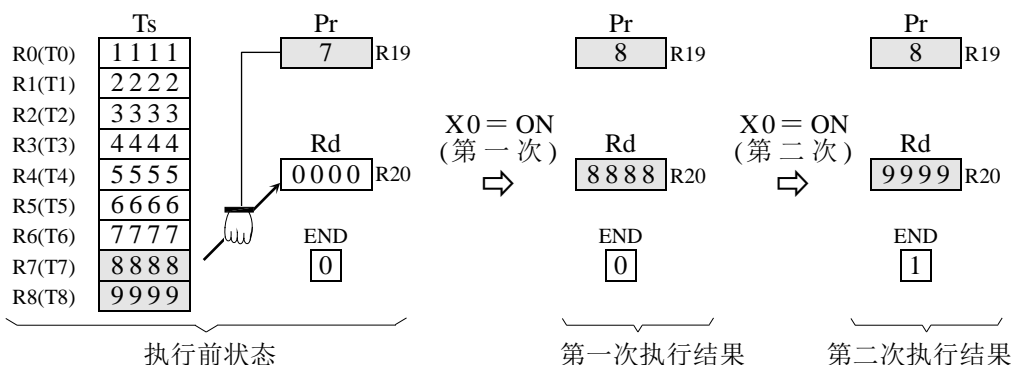 Ts Pr Pr Pr
R0(T0) 1111 7 R19 8 R19 8 R19
R1(T1) 2222
R2(T2) 3333
X0 = ON X0 = ON
R3(T3) 4444 Rd (第一次) Rd (第二次) Rd
R4(T4) 5555 0000 R20 8888 R20 9999 R20
R5(T5) 6666
R6(T6) 7777 END END END
R7(T7) 8888 0 0 1
R8(T8) 9999
执行前状态 第一次执行结果 第二次执行结果